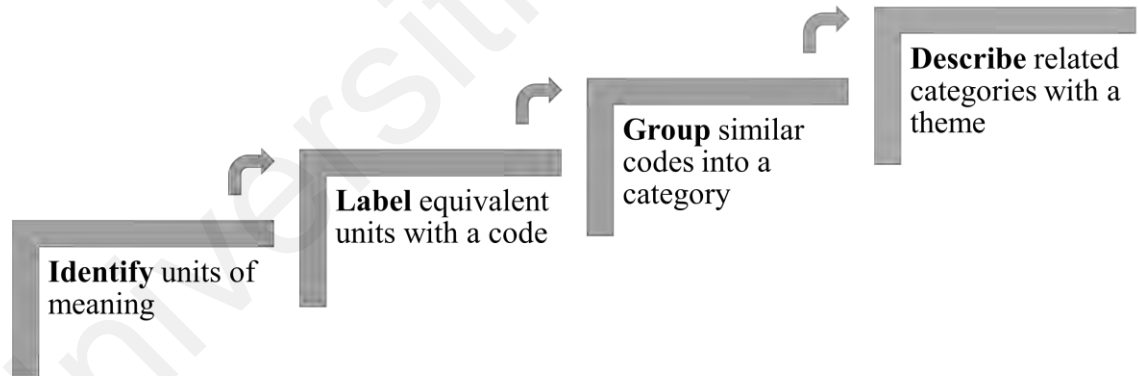 Identify units of
meaning
Label equivalent
units with a code
Group similar
codes into a
category
Describe related
categories with a
theme